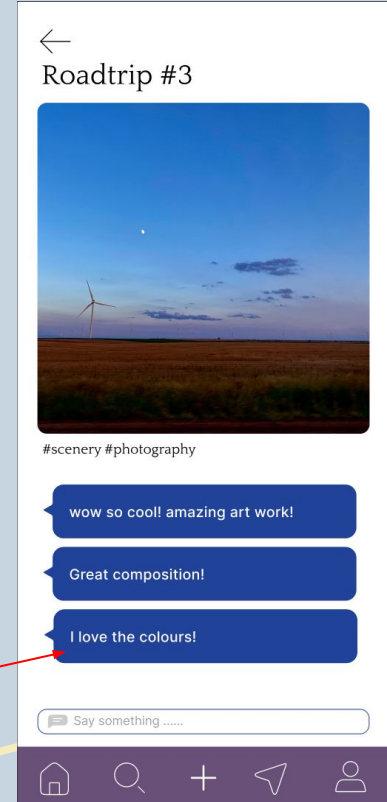 Roadtrip #3
#scenery #photography
wow so cool! amazing art work!
Great composition!
I love the colours!
Say something ......